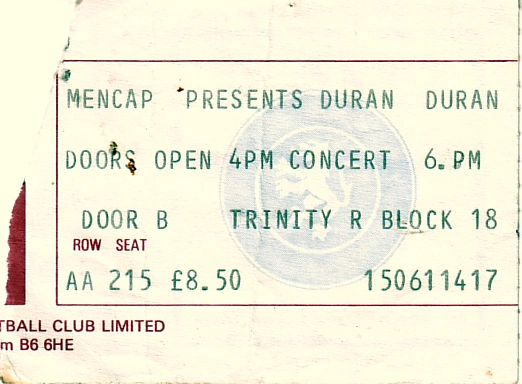 MENCAP PRESENTS DURAN DURAN
DOORS OPEN 4PM CONCERT 6.PM
DOOR B TRINITY R BLOCK 18
ROW SEAT
AA 215 £8.50 150611417
TBALL CLUB LIMITED
m B6 6HE